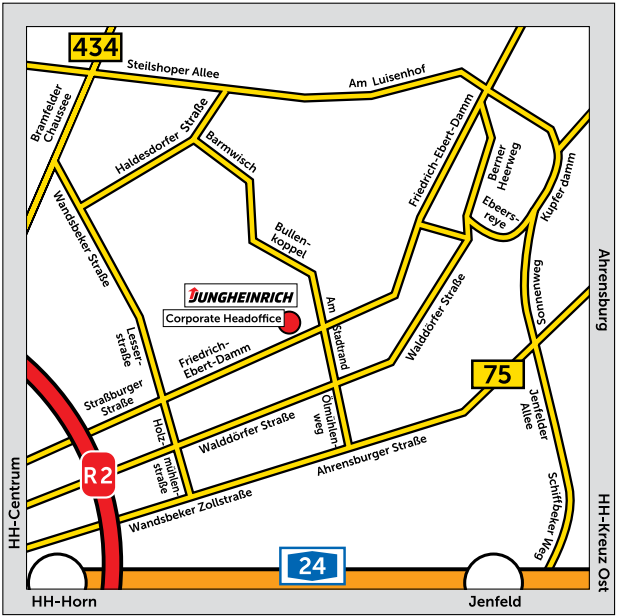 434
Steilshoper Allee
Am Luisenhof
Bramfelder
Chaussee
Haldesdorfer Straße
Barmwisch
Friedrich-Ebert-Damm
Berner
Heerweg
Ebeers-
reye
Kupfer damm
Wandsbeker Straße
Bullen-
koppel
JUNGHEINRICH
Corporate Headoffice
Am
Stadtrand
Sonnenweg
Ahrensburg
Lesser-
straße
Friedrich-
Ebert-Damm
Walddörfer Straße
75
Straßburger
Straße
Holz-
mühlen-
straße
Walddörfer Straße
Ölmühlen-
weg
Ahrensburger Straße
Jenfelder
Allee
R2
Wandsbeker Zollstraße
Schiffbeker Weg
HH-Centrum
HH-Kreuz Ost
24
HH-Horn
Jenfeld